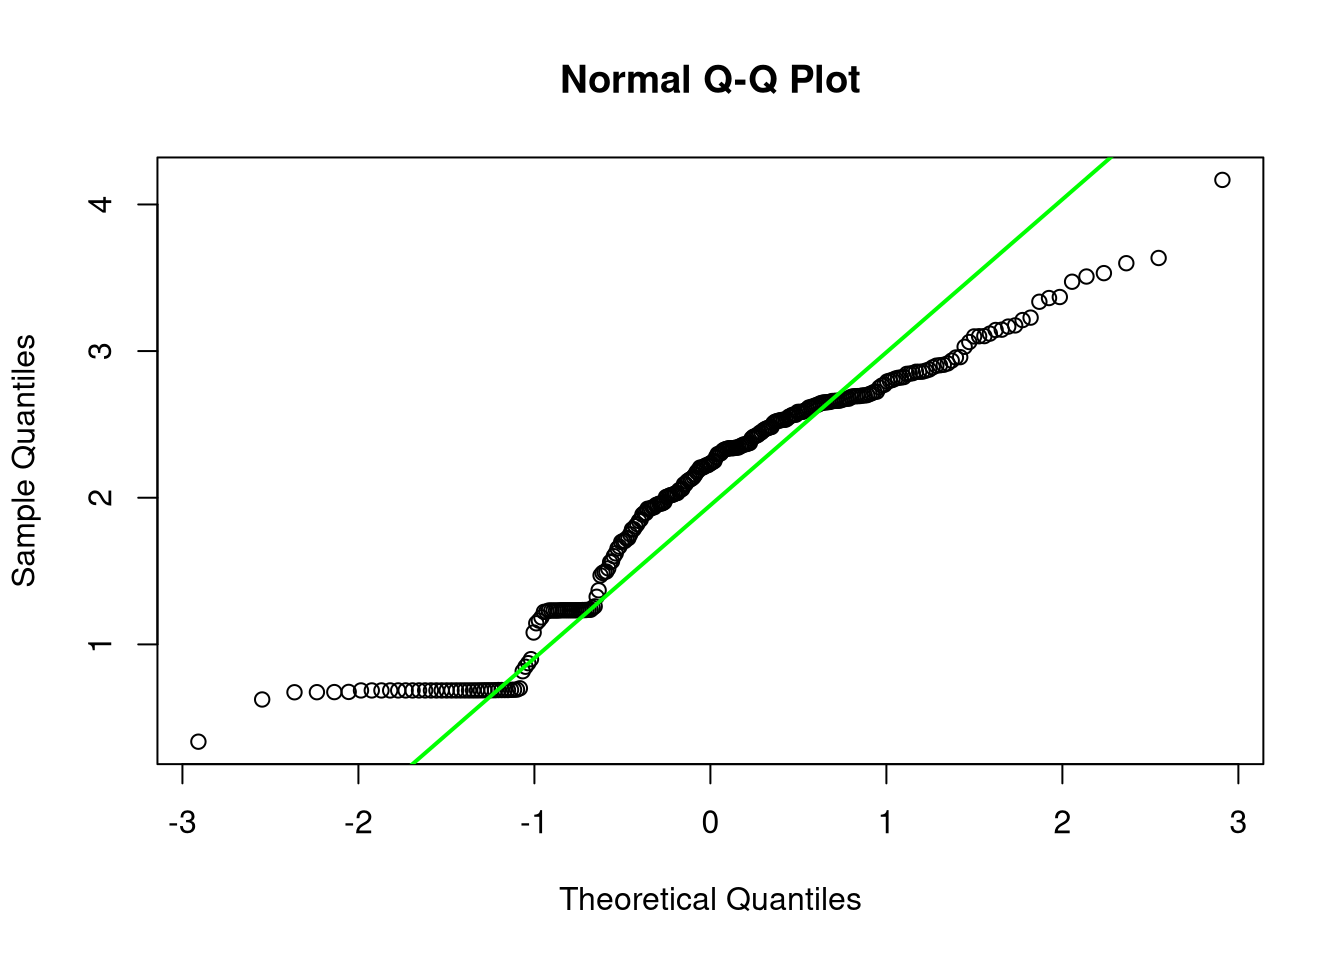 Normal Q-Q Plot
Sample Quantiles
4
3
2
1
-3 -2 -1 0 1 2 3
Theoretical Quantiles